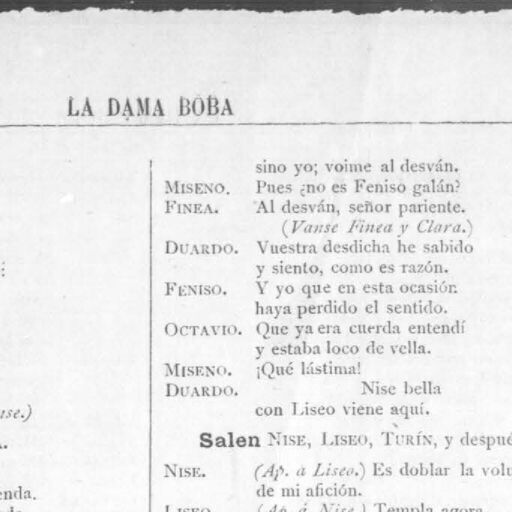 LA DAMA BOBA
use.)
enda.
sino yo; voime al desván.
MISENO. Pues ¿no es Feniso galán?
FINEA. Al desván, señor pariente.
(Vanse Finea y Clara.)
DUARDO. Vuestra desdicha he sabido
y siento, como es razón.
FENISO. Y yo que en esta ocasión
haya perdido el sentido.
OCTAVIO. Que ya era cuerda entendí
y estaba loco de vella.
MISENO. ¡Qué lástima!
DUARDO. Nise bella
con Liseo viene aquí.
Salen NISE, LISEO, TURÍN, y despué
NISE. (Ap. á Liseo.) Es doblar la volu
de mi afición.
LISEO. (Ap. á Nise.) Templa agora